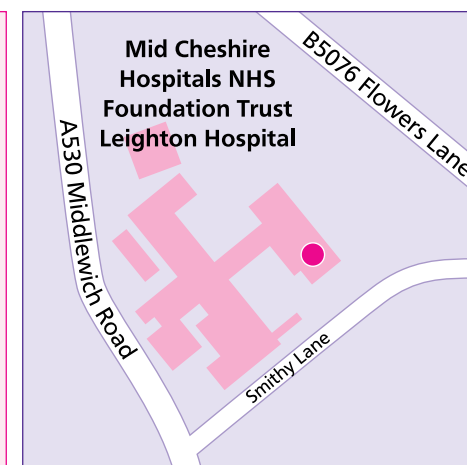 Mid Cheshire
Hospitals NHS
Foundation Trust
Leighton Hospital
B5076 Flowers Lane
A530 Middlewich Road
Smithy Lane